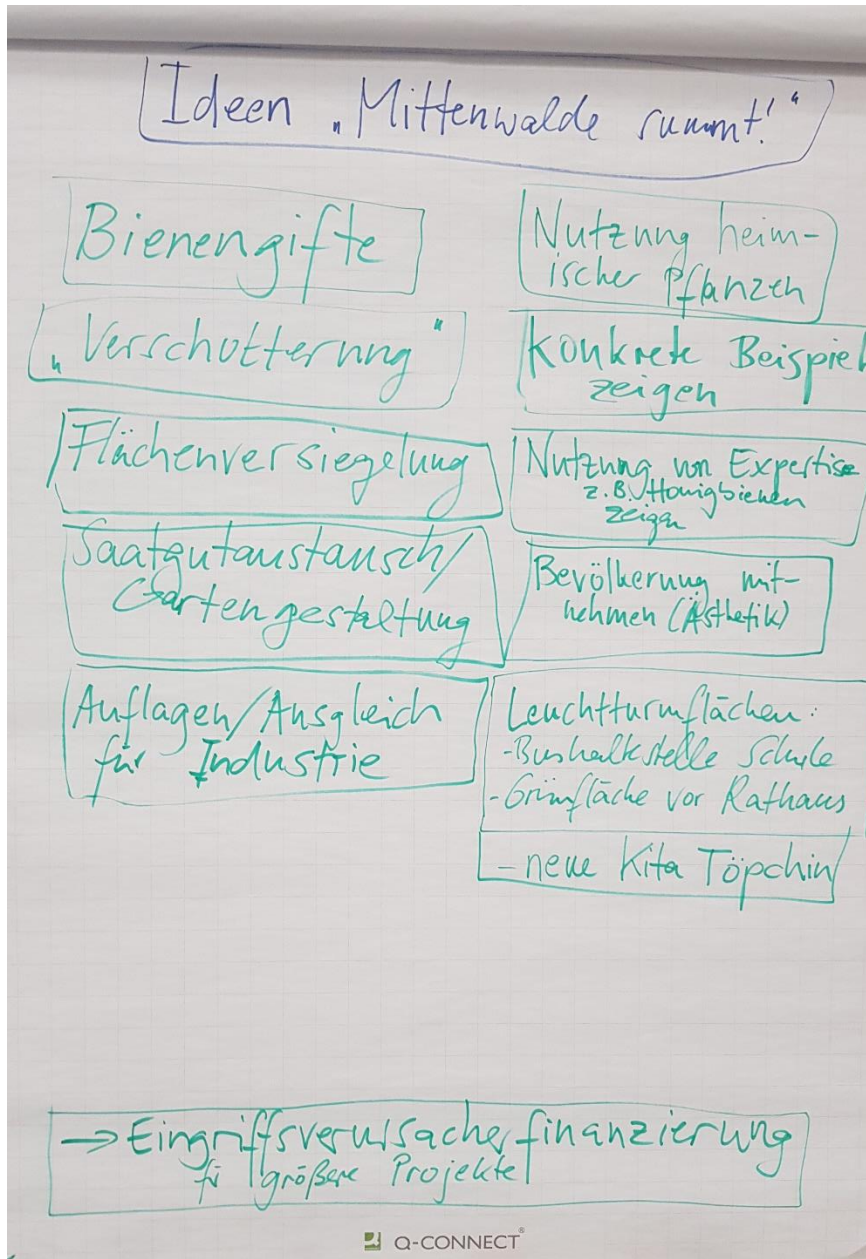 Ideen „Mittenwalde summt!“
Bienengifte
„Verschotterung“
Flächenversiegelung
Saatgutaustausch/
Gartengestaltung
Auflagen/Ausgleich
für Industrie
Nutzung heim-
ischer Pflanzen
Konkrete Beispiel
zeigen
Nutzung von Expertise
z.B. Honigbienen
zeigen
Bevölkerung mit-
nehmen (Ästhetik)
Leuchtturmflächen:
-Bushaltestelle Schule
-Grünfläche vor Rathaus
-neue Kita Töpchin
→ Eingriffsverursacherfinanzierung
für größere Projekte
Q-CONNECT®